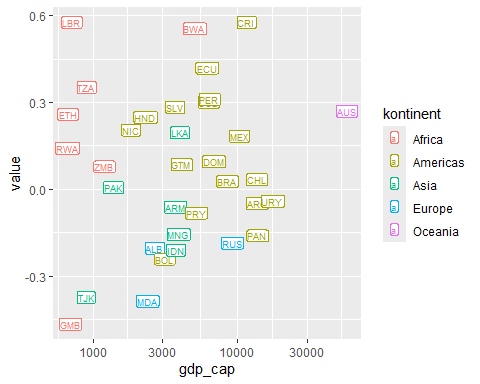 0.6
0.3
0.0
-0.3
value
LBR
BWA
CRI
ECU
TZA
PER
SLV
AUS
ETH
HND
NIC
LKA
MEX
RWA
ZMB
GTM
DOM
PAK
BRA
CHL
ARM
URY
PRY
MNG
PAN
RUS
ALB
IDN
BOL
TJK
MDA
GMB
1000
3000
10000
30000
gdp_cap
kontinent
a Africa
a Americas
a Asia
a Europe
a Oceania